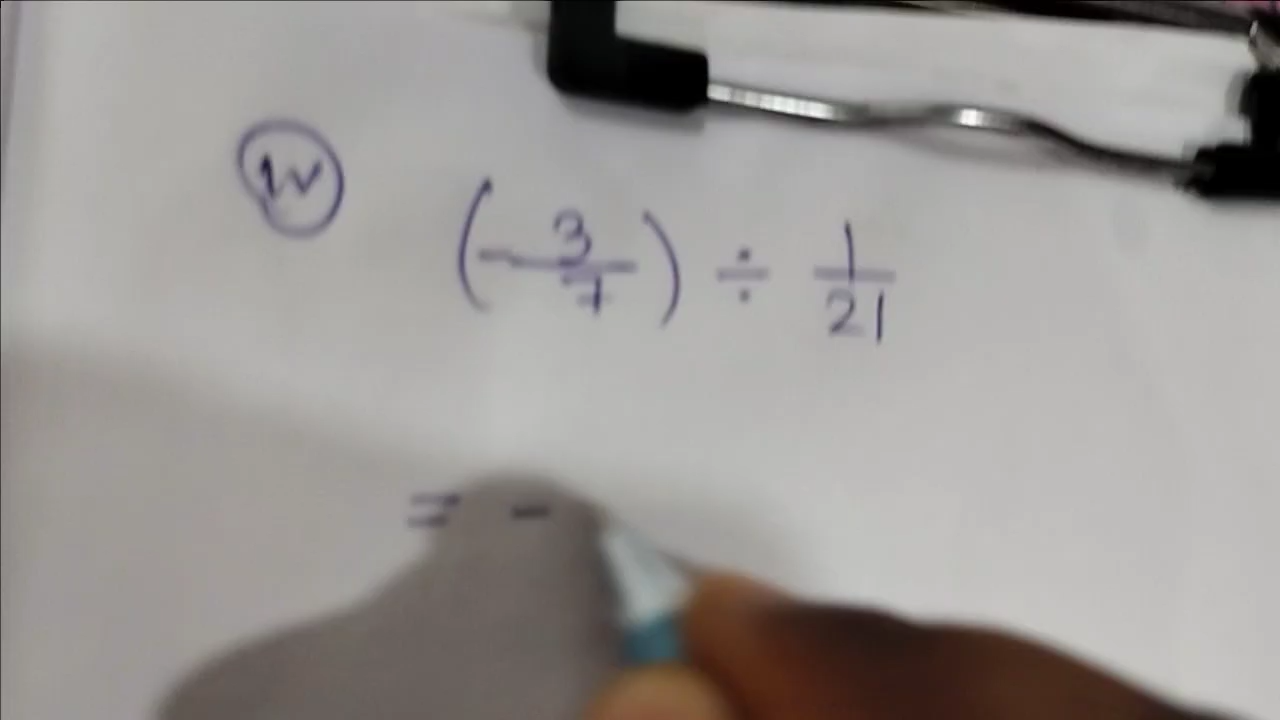 (iv) (-3/7) ÷ 1/21
= -